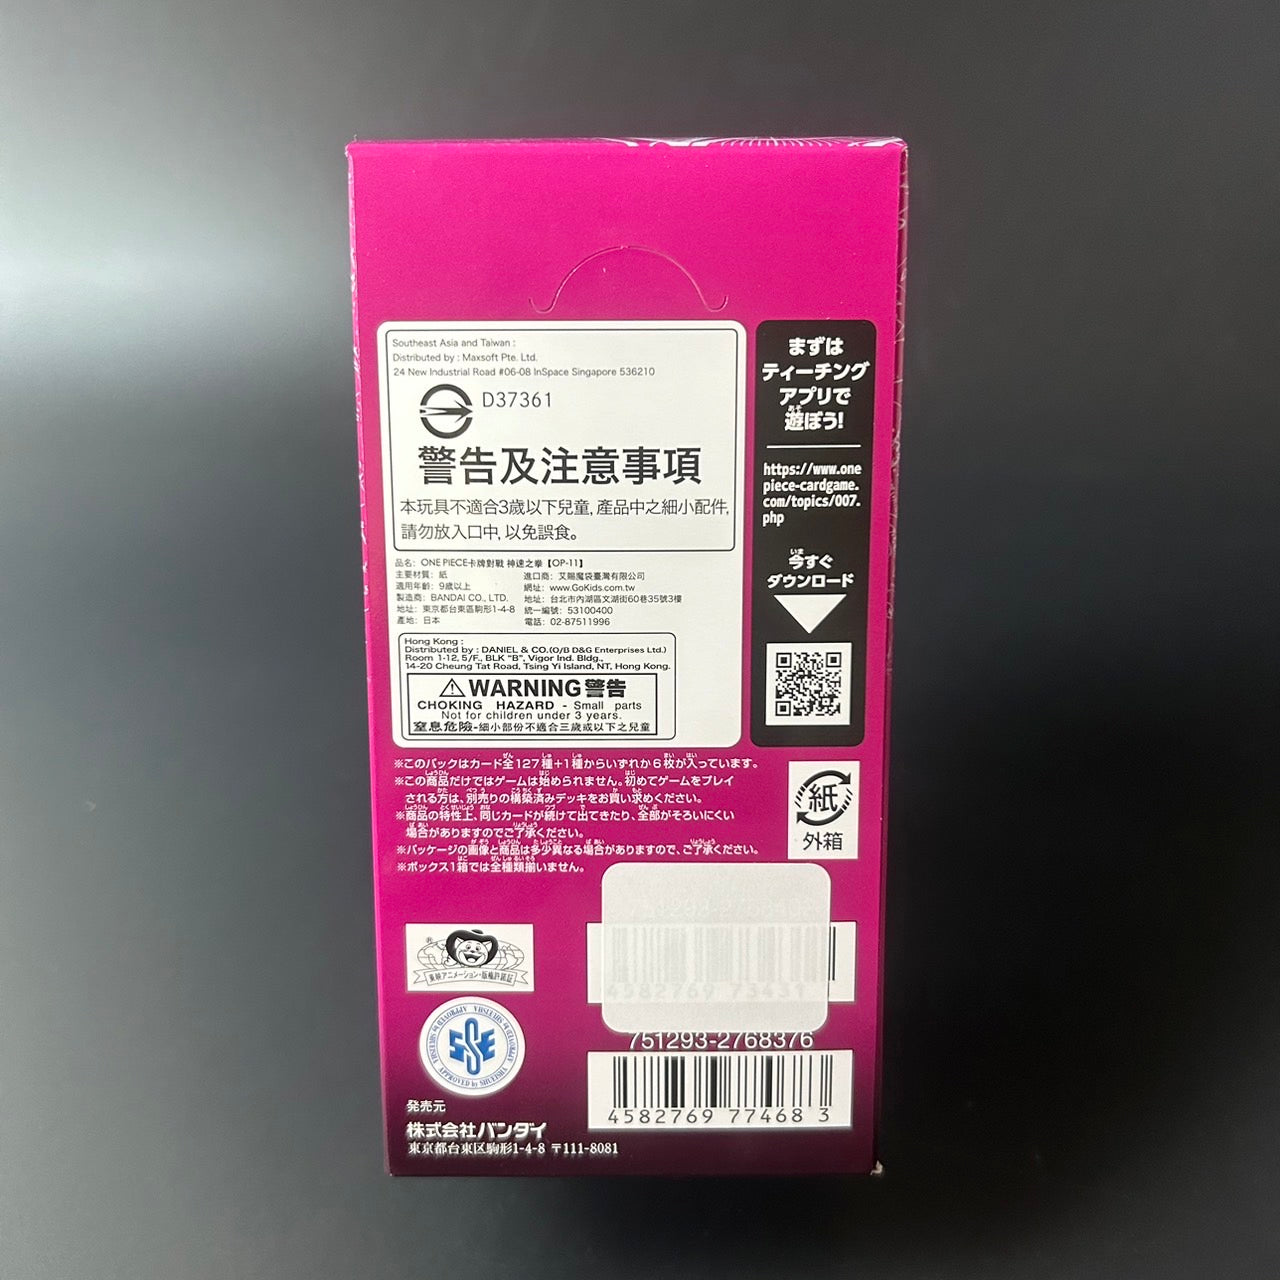 Southeast Asia and Taiwan :
Distributed by : Maxsoft Pte. Ltd.
24 New Industrial Road #06-08 InSpace Singapore 536210
D37361
警告及注意事項
本玩具不適合3歲以下兒童, 產品中之細小配件,
請勿放入口中, 以免誤食。
品名: ONE PIECE卡牌對戰 神速之拳【OP-11】
主要材質: 紙
適用年齡: 9歲以上
製造商: BANDAI CO., LTD.
地址: 東京都台東區駒形1-4-8
產地: 日本
進口商: 艾賜魔袋臺灣有限公司
網址: www.GoKids.com.tw
地址: 台北市內湖區文湖街60巷35號3樓
統一編號: 53100400
電話: 02-87511996
Hong Kong :
Distributed by : DANIEL & CO.(O/B D&G Enterprises Ltd.)
Room 1-12, 5/F., BLK "B", Vigor Ind. Bldg.,
14-20 Cheung Tat Road, Tsing Yi Island, NT, Hong Kong.
WARNING 警告
CHOKING HAZARD - Small parts
Not for children under 3 years.
窒息危險-細小部份不適合三歲或以下之兒童
まずは
ティーチング
アプリで
遊ぼう!
https://www.one
piece-cardgame.
com/topics/007.
php
今すぐ
ダウンロード
※このパックはカード全127種+1種からいずれか6枚が入っています。
※この商品だけではゲームは始められません。初めてゲームをプレイ
される方は、別売りの構築済みデッキをお買い求めください。
※商品の特性上、同じカードが続けて出てきたり、全部がそろいにくい
場合がありますのでご了承ください。
※パッケージの画像と商品は多少異なる場合がありますので、ご了承ください。
※ボックス1箱では全種類揃いません。
紙
外箱
東映アニメーション・版権許諾証
APPROVED by SHUEISHA
4582769 73431
751293-2768376
4582769 77468 3
発売元
株式会社バンダイ
東京都台東区駒形1-4-8 〒111-8081